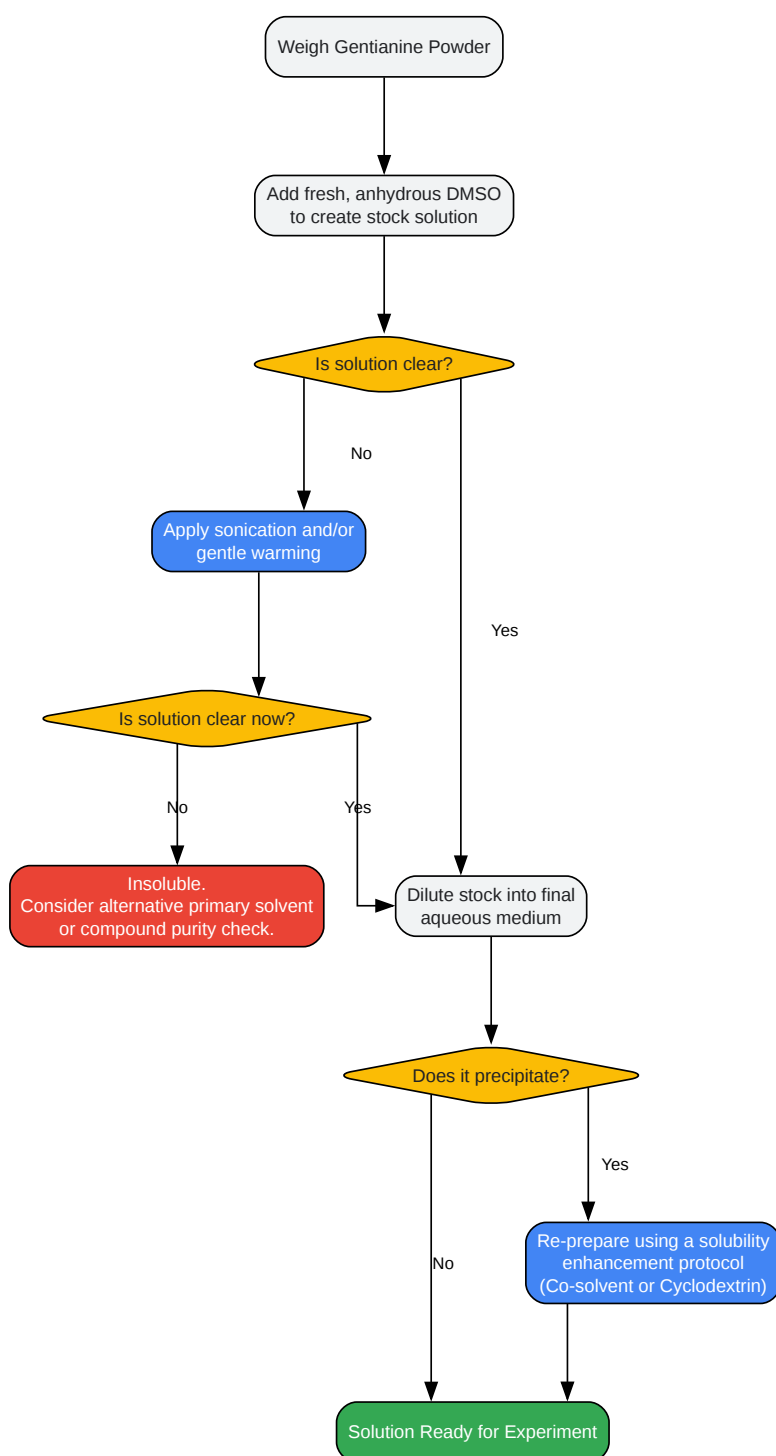 Weigh Gentianine Powder
Add fresh, anhydrous DMSO
to create stock solution
Is solution clear?
No
Apply sonication and/or
gentle warming
Yes
Is solution clear now?
No
Yes
Insoluble.
Consider alternative primary solvent
or compound purity check.
Dilute stock into final
aqueous medium
Does it precipitate?
Yes
Re-prepare using a solubility
enhancement protocol
(Co-solvent or Cyclodextrin)
No
Solution Ready for Experiment